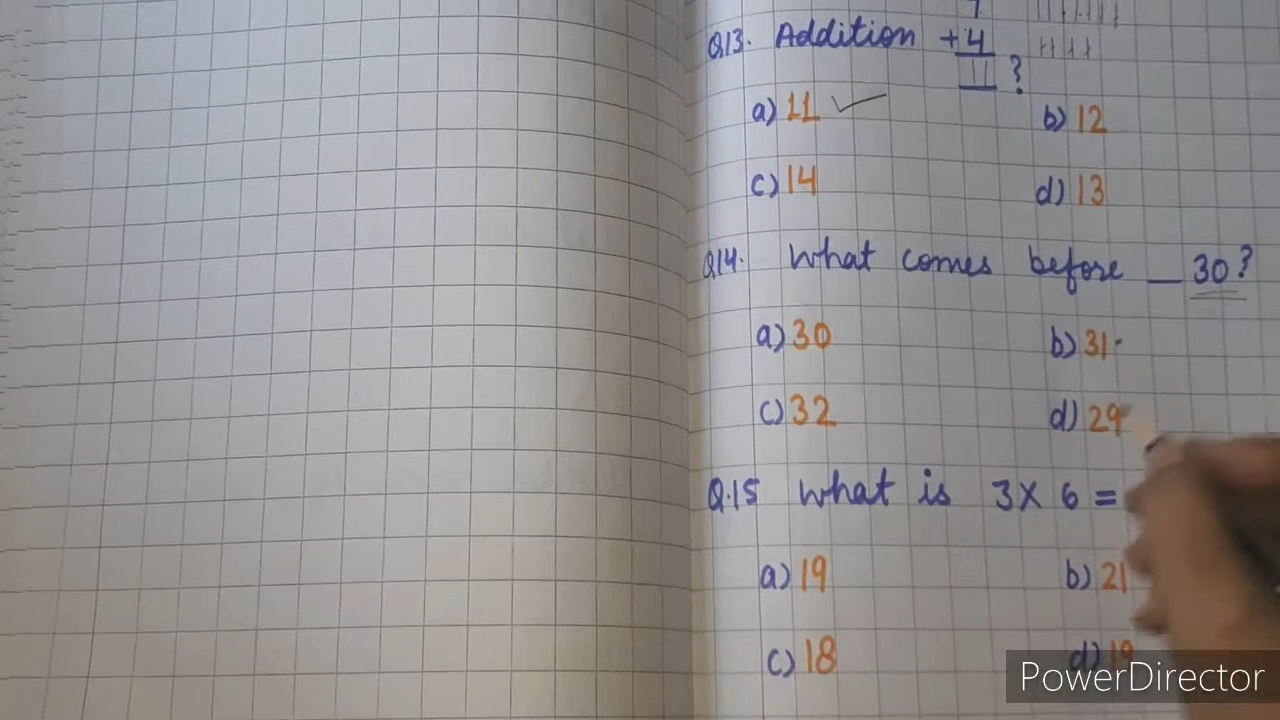 Q13. Addition +4
11 ?
a) 11 b) 12
c) 14 d) 13
Q14. What comes before _ 30?
a) 30 b) 31
c) 32 d) 29
Q.15 What is 3 x 6 =
a) 19 b) 21
c) 18 d) 19
PowerDirector